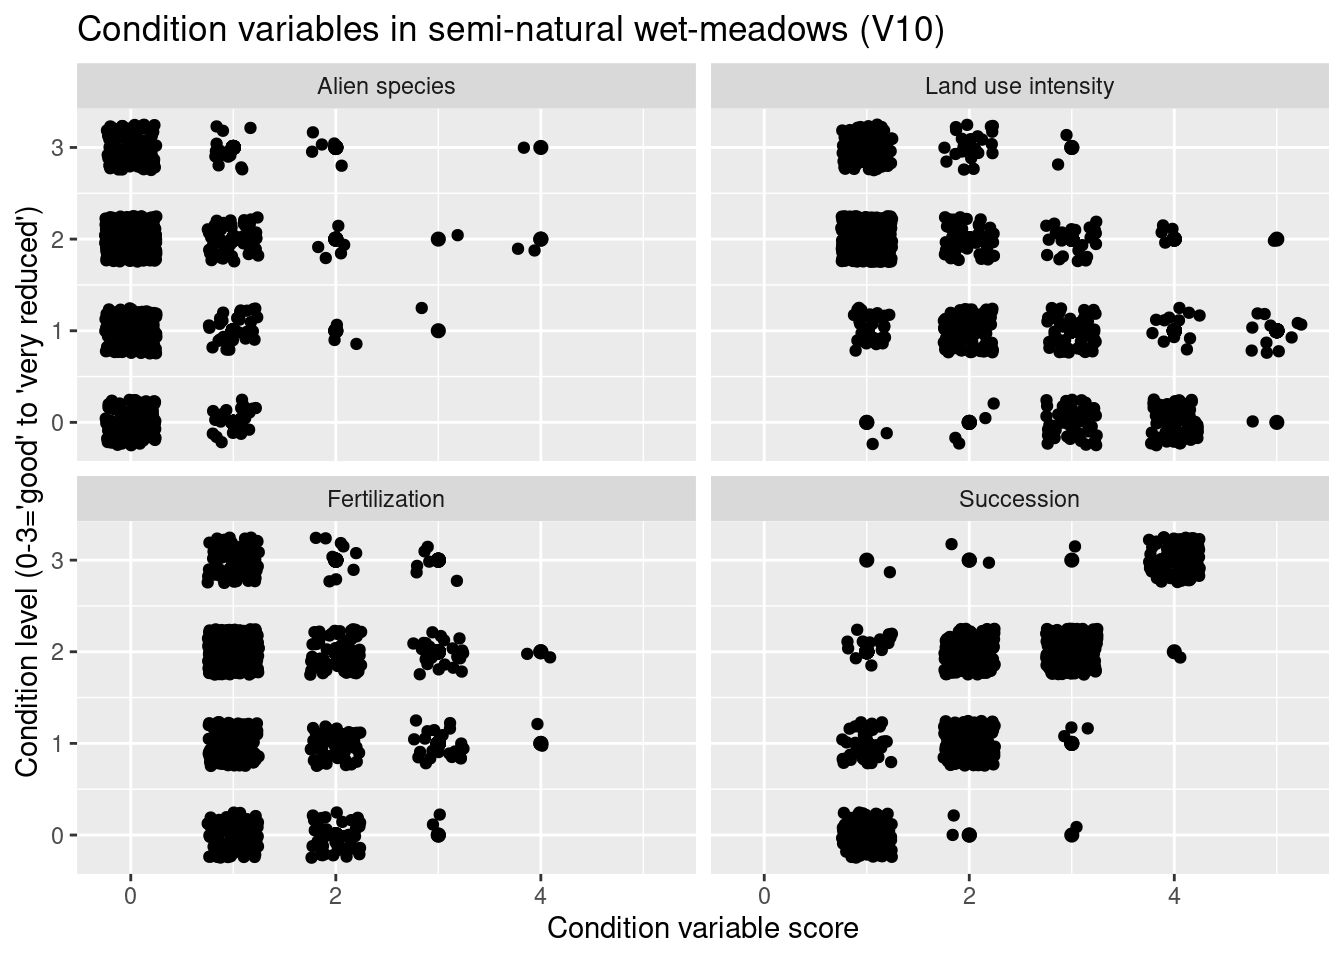 Condition variables in semi-natural wet-meadows (V10)
Alien species
Land use intensity
3
2
1
0
Fertilization
Succession
3
2
1
0
0
2
4
0
2
4
Condition variable score
Condition level (0-3='good' to 'very reduced')